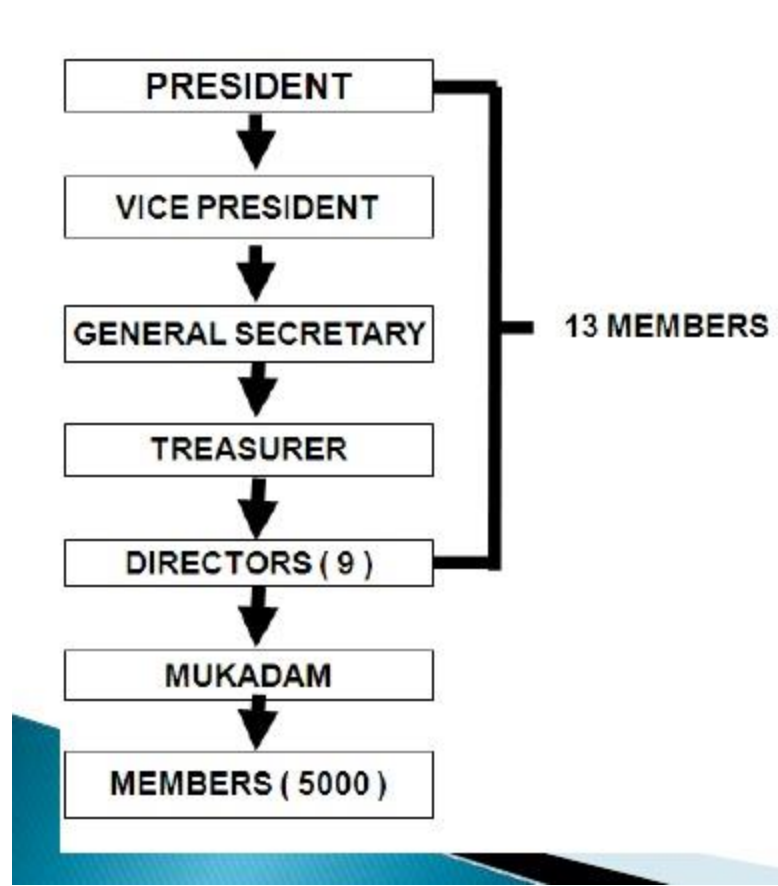 PRESIDENT
VICE PRESIDENT
GENERAL SECRETARY
13 MEMBERS
TREASURER
DIRECTORS ( 9 )
MUKADAM
MEMBERS ( 5000 )